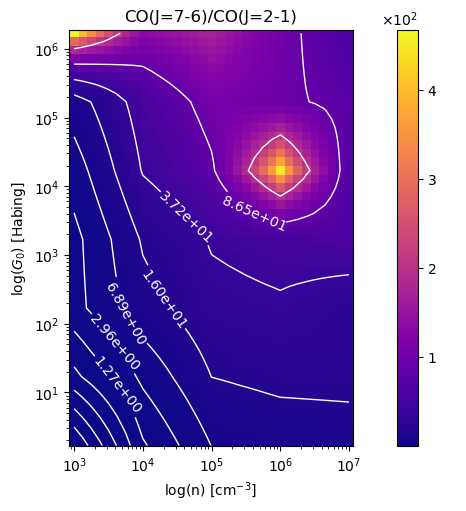 CO(J=7-6)/CO(J=2-1)
×10²
10⁶
10⁵
10⁴
10³
10²
10¹
log(G₀) [Habing]
3.72e+01
8.65e+01
1.60e+01
6.89e+00
2.96e+00
1.27e+00
4
3
2
1
10³ 10⁴ 10⁵ 10⁶ 10⁷
log(n) [cm⁻³]